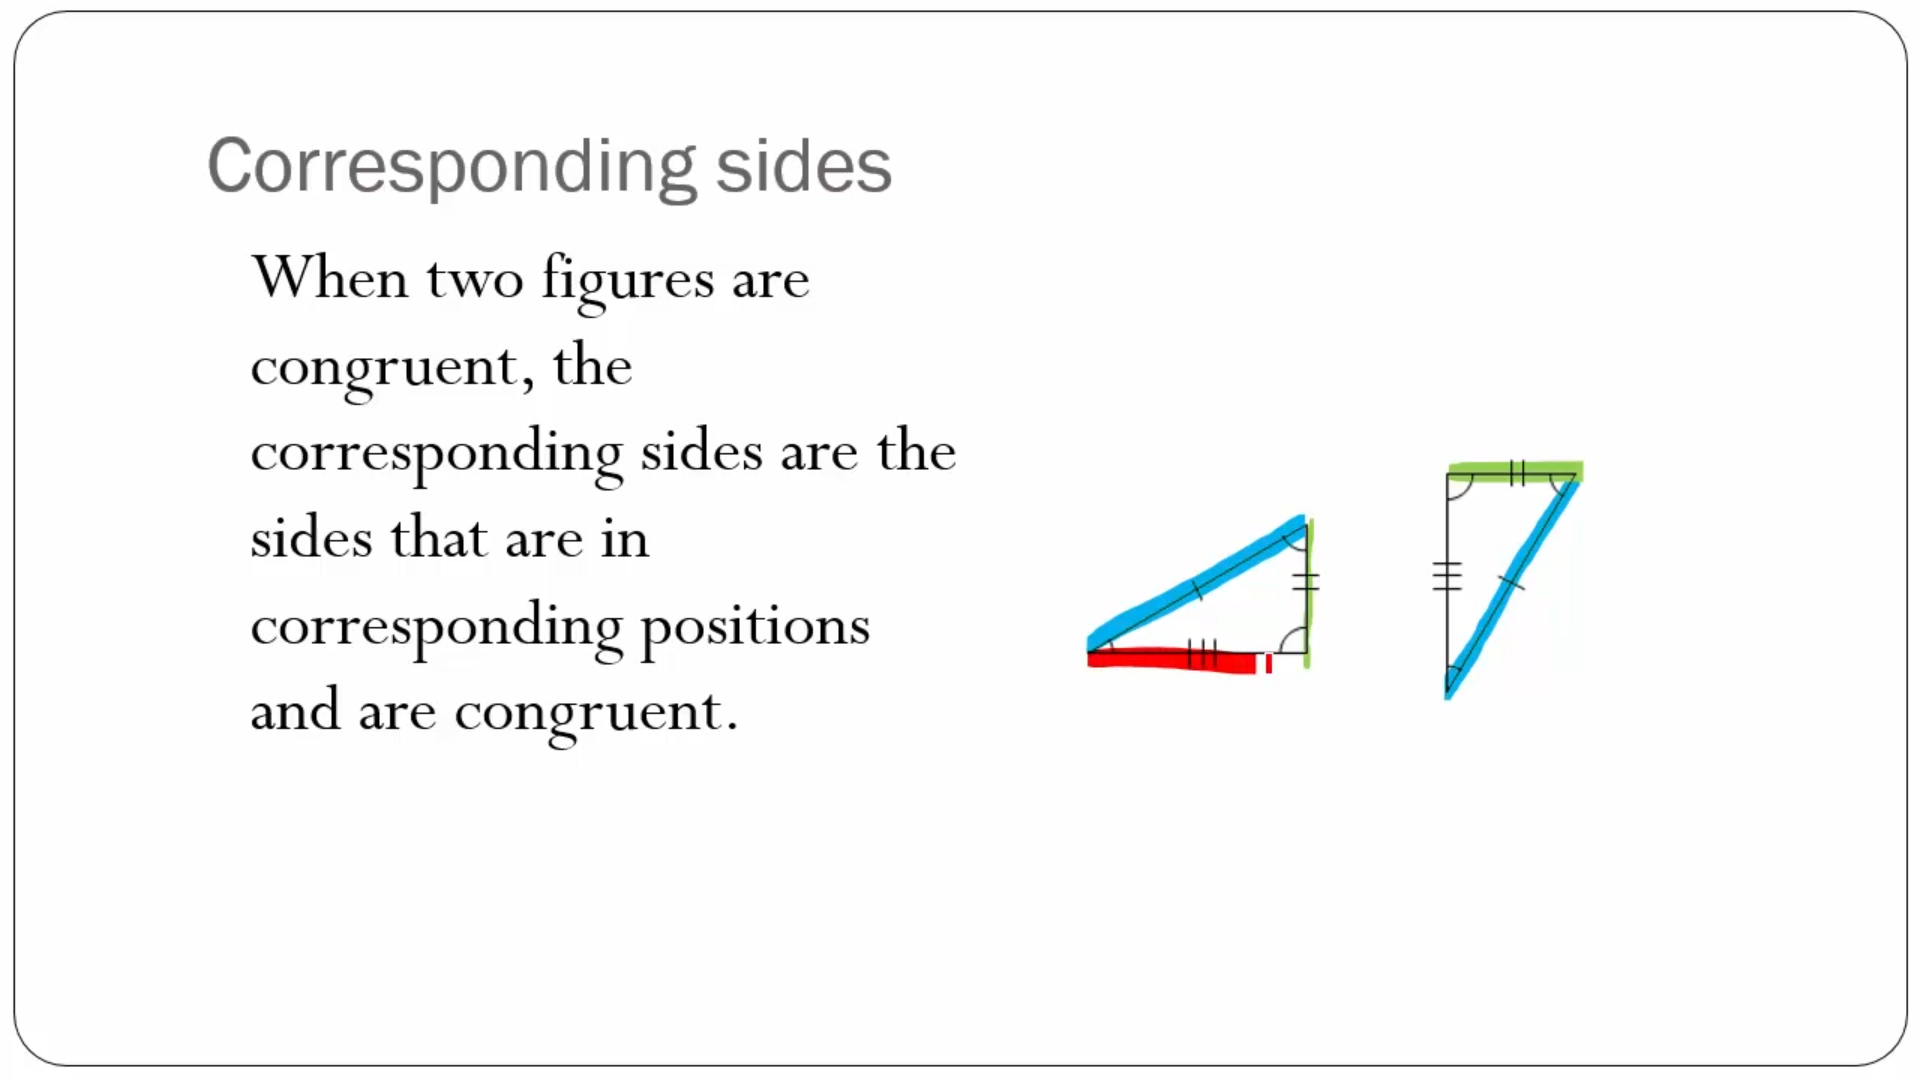 Corresponding sides
When two figures are
congruent, the
corresponding sides are the
sides that are in
corresponding positions
and are congruent.